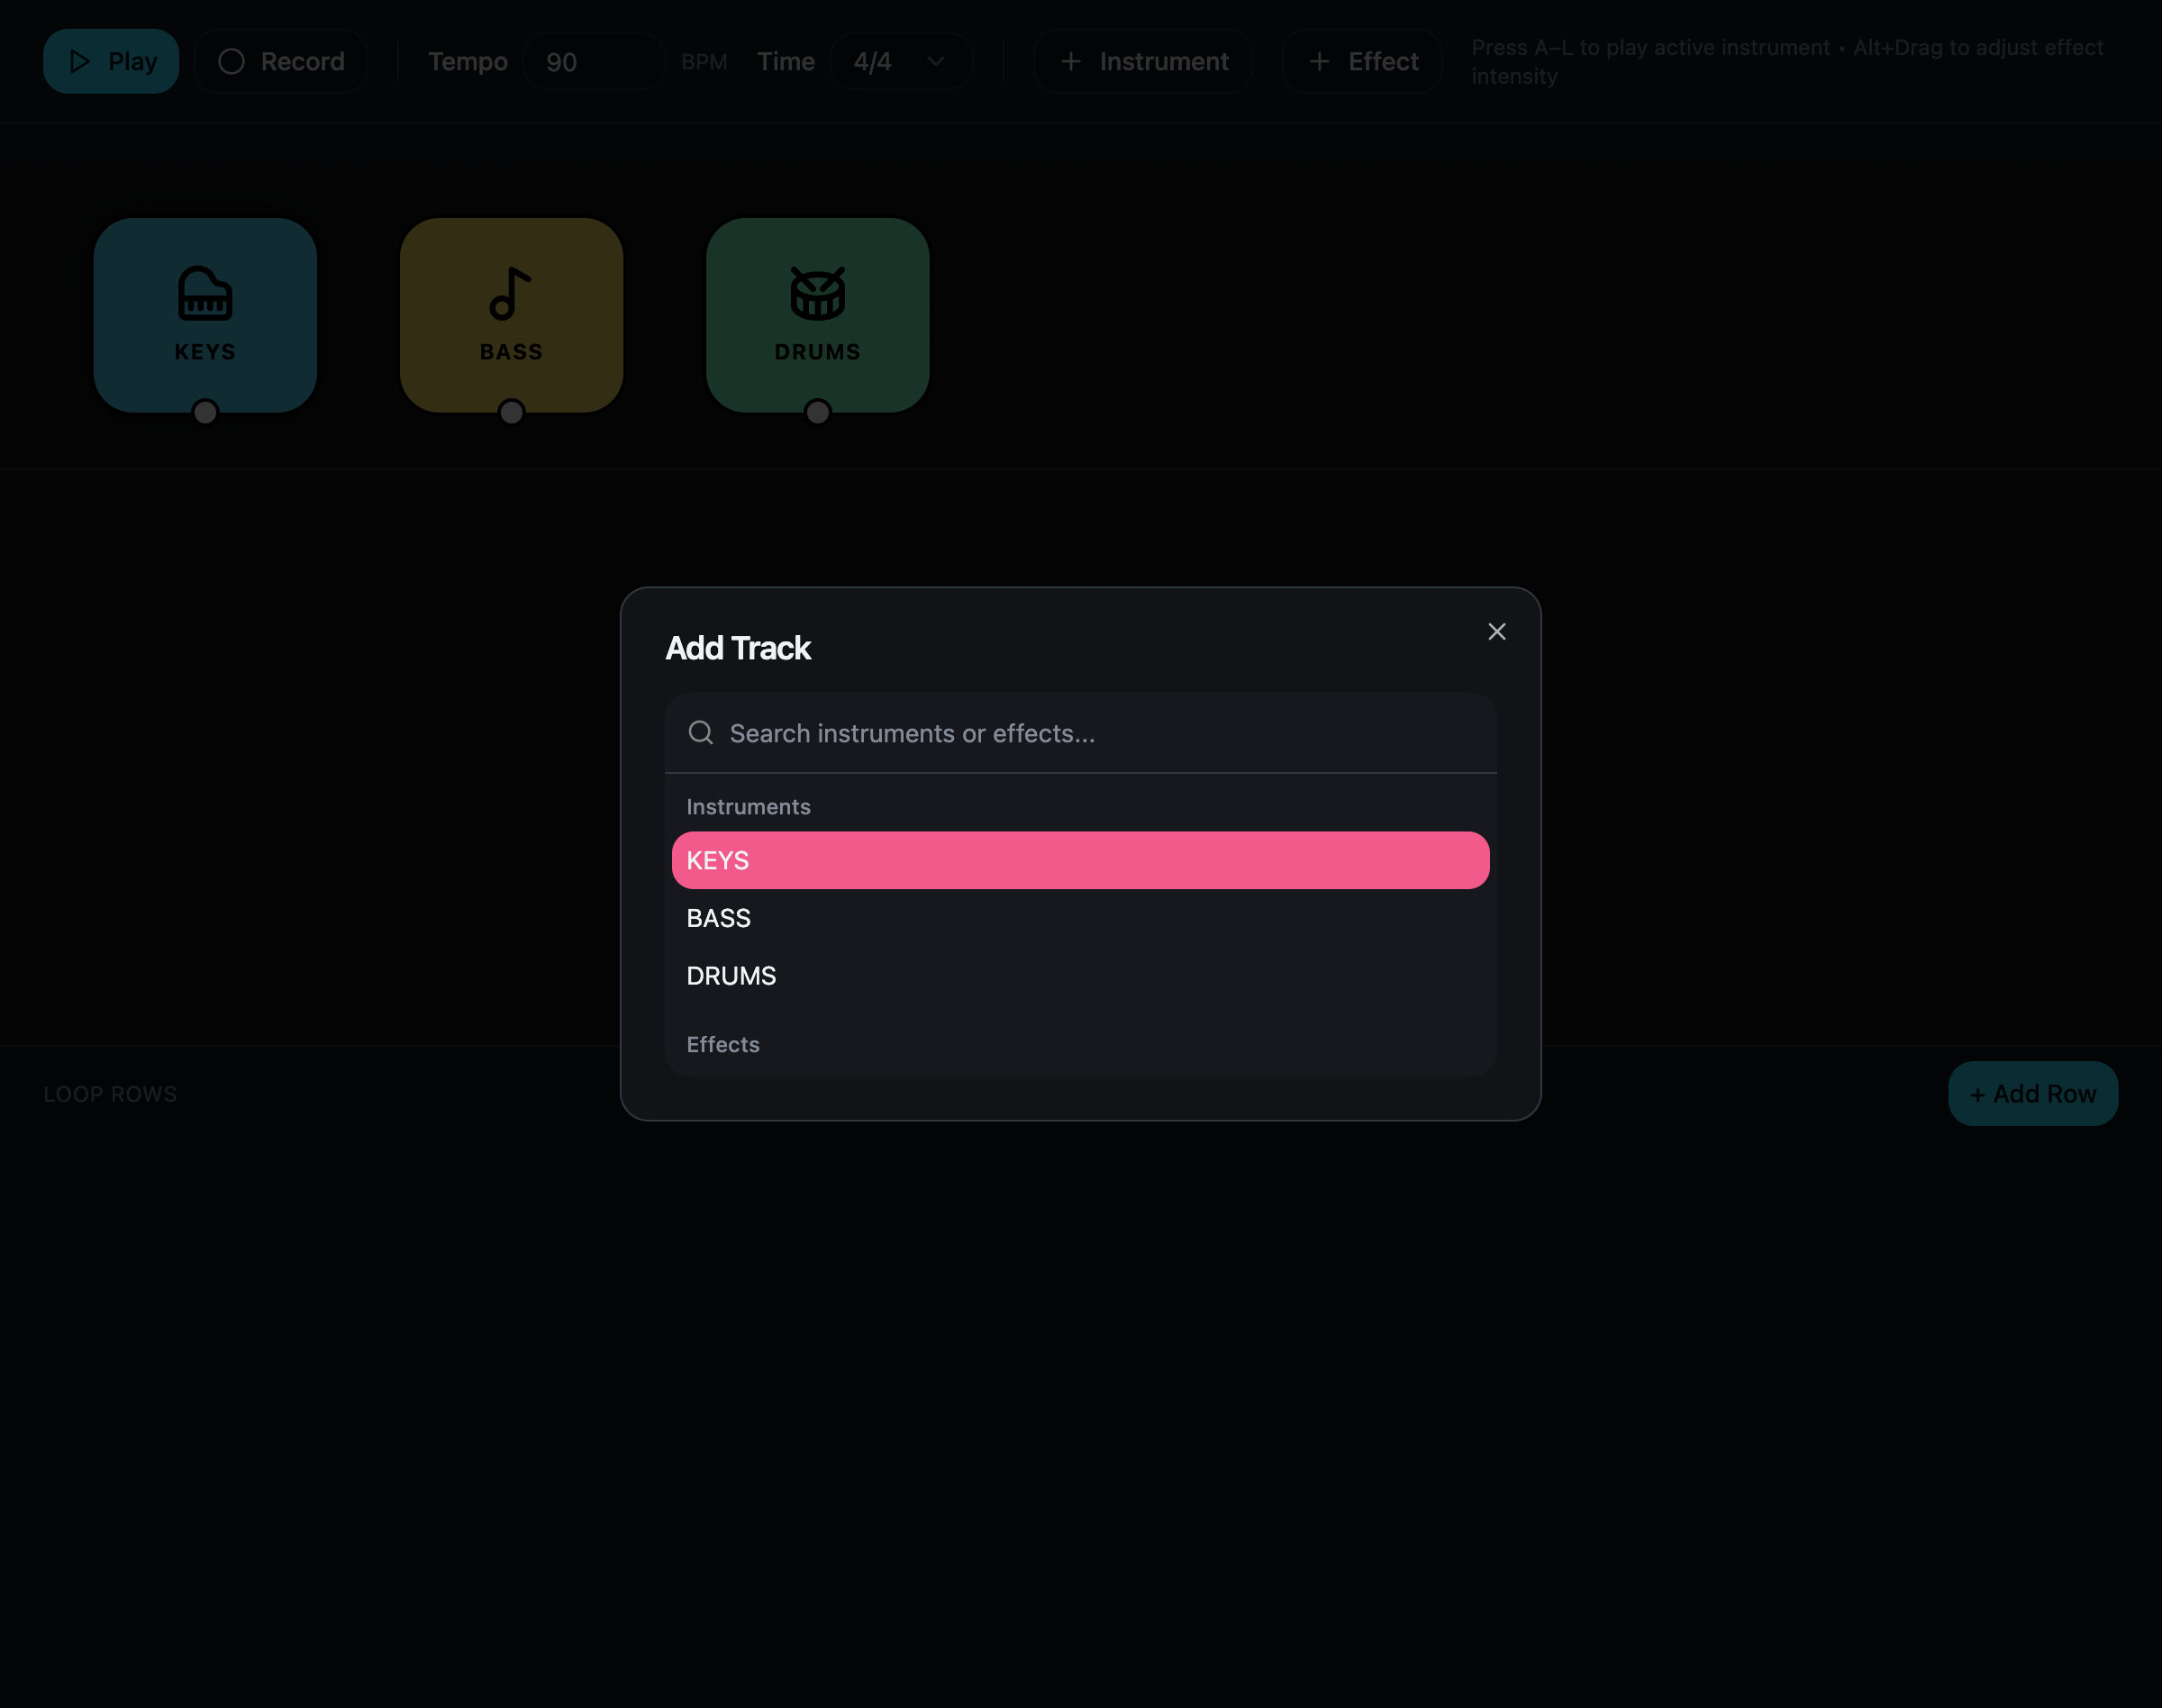 Play
Record
Tempo
90
BPM
Time
4/4
+ Instrument
+ Effect
Press A–L to play active instrument • Alt+Drag to adjust effect
intensity
KEYS
BASS
DRUMS
Add Track
Search instruments or effects...
Instruments
KEYS
BASS
DRUMS
Effects
LOOP ROWS
+ Add Row